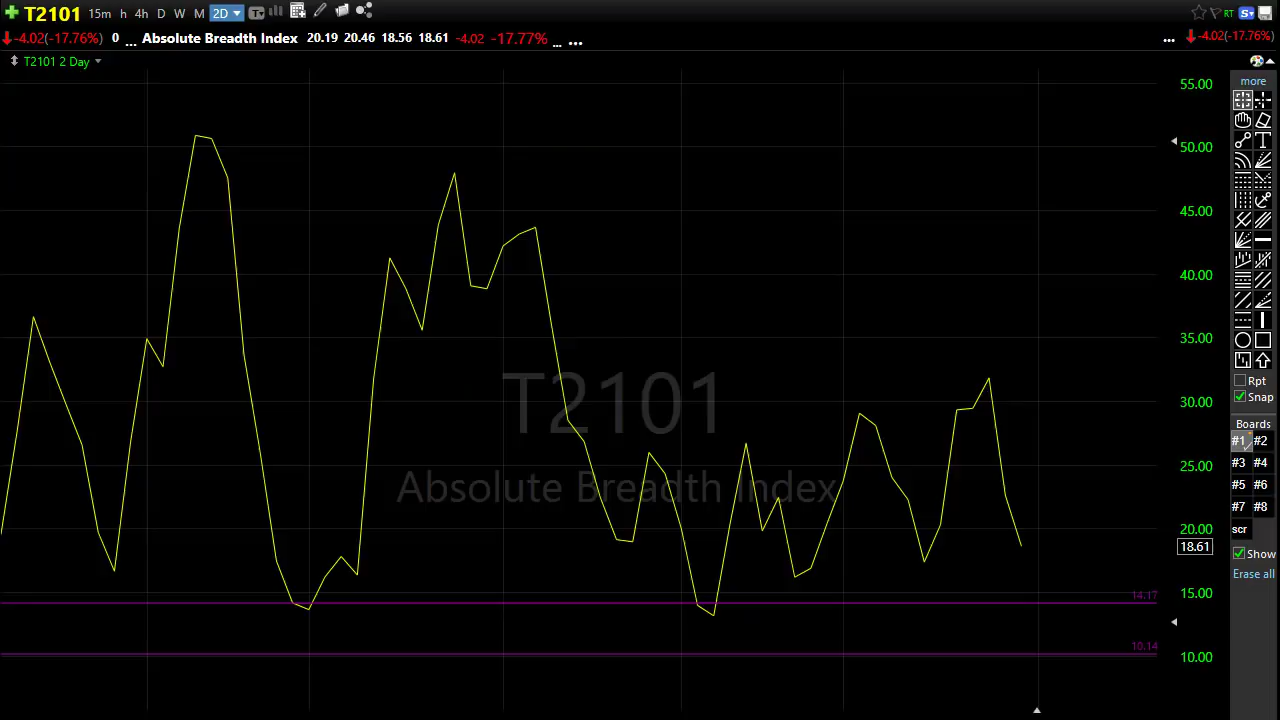 T2101 15m h 4h D W M 2D T RT S
-4.02(-17.76%) 0 ... Absolute Breadth Index 20.19 20.46 18.56 18.61 -4.02 -17.77% ... ... ... -4.02(-17.76%)
T2101 2 Day
more
55.00
50.00
45.00
40.00
35.00
30.00
25.00
20.00
18.61
15.00
10.00
14.17
10.14
T2101
Absolute Breadth Index
T
Rpt
Snap
Boards
#1 #2
#3 #4
#5 #6
#7 #8
scr
Show
Erase all